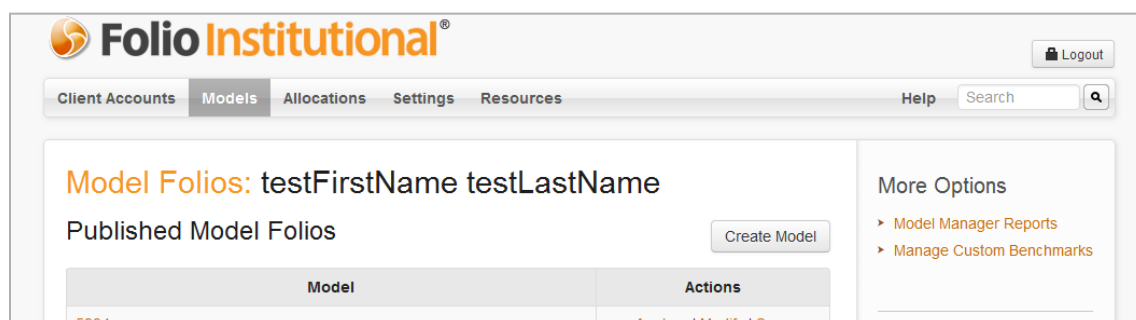 Folio Institutional®
Logout
Client Accounts Models Allocations Settings Resources Help Search
Model Folios: testFirstName testLastName
Published Model Folios
Create Model
Model Actions
More Options
Model Manager Reports
Manage Custom Benchmarks